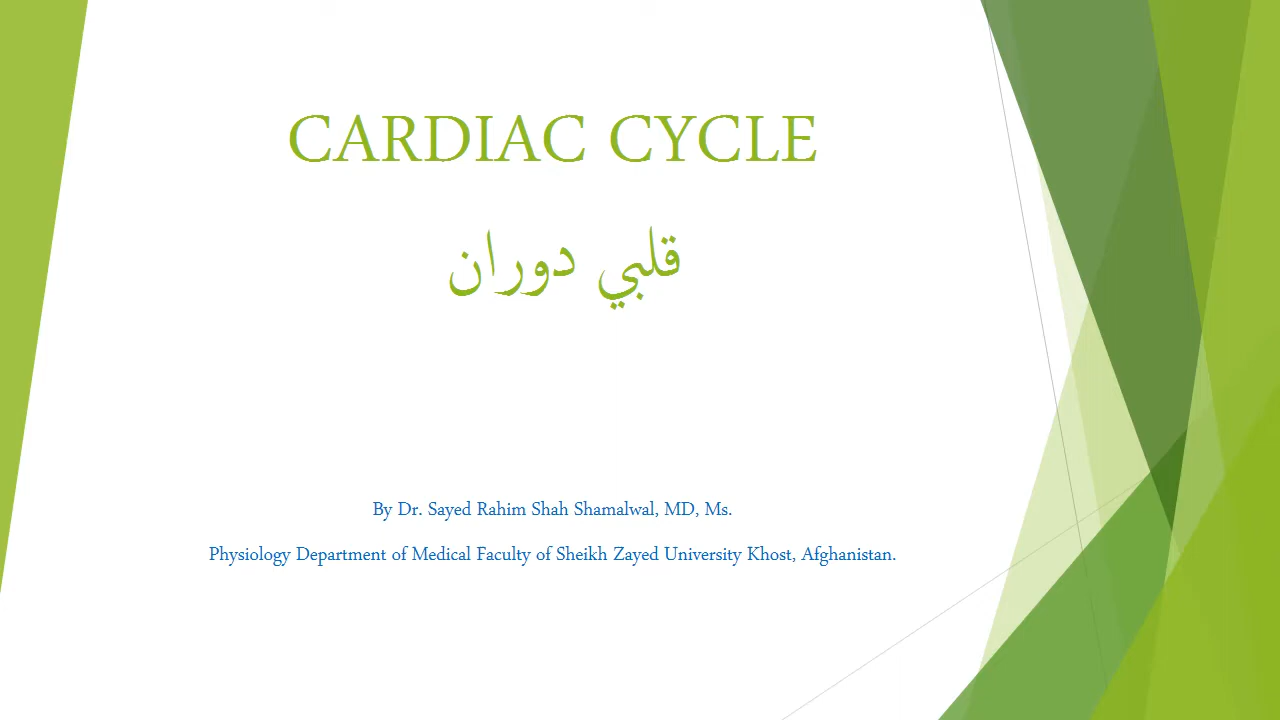 CARDIAC CYCLE
قلبي دوران
By Dr. Sayed Rahim Shah Shamalwal, MD, Ms.
Physiology Department of Medical Faculty of Sheikh Zayed University Khost, Afghanistan.